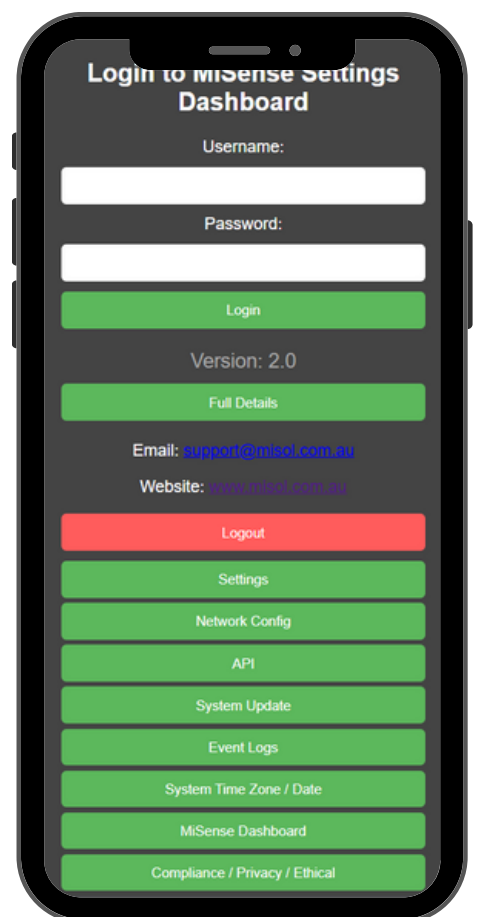 Login to MiSense Settings
Dashboard
Username:
Password:
Login
Version: 2.0
Full Details
Email: support@misol.com.au
Website: www.misol.com.au
Logout
Settings
Network Config
API
System Update
Event Logs
System Time Zone / Date
MiSense Dashboard
Compliance / Privacy / Ethical